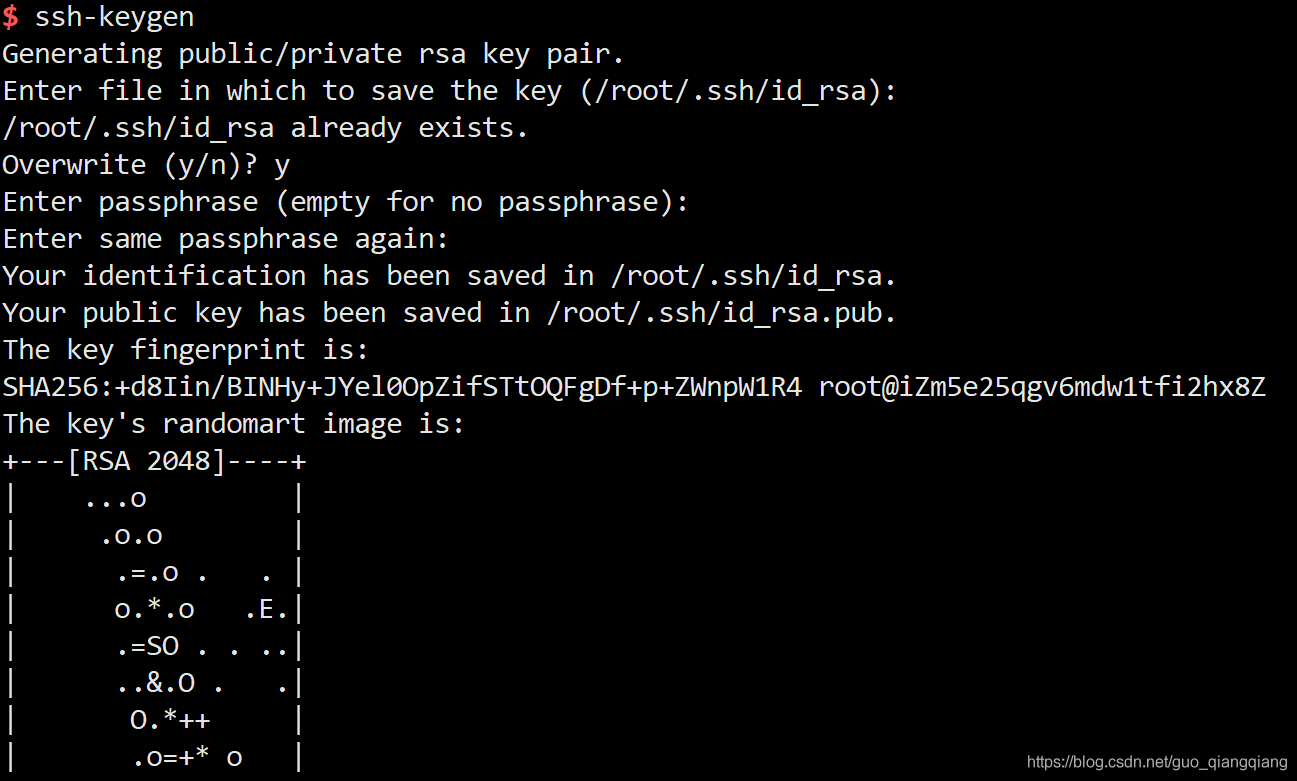 $ ssh-keygen
Generating public/private rsa key pair.
Enter file in which to save the key (/root/.ssh/id_rsa):
/root/.ssh/id_rsa already exists.
Overwrite (y/n)? y
Enter passphrase (empty for no passphrase):
Enter same passphrase again:
Your identification has been saved in /root/.ssh/id_rsa.
Your public key has been saved in /root/.ssh/id_rsa.pub.
The key fingerprint is:
SHA256:+d8Iin/BINHy+JYel0OpZifSTtOQFgDf+p+ZWnpW1R4 root@iZm5e25qgv6mdw1tfi2hx8Z
The key's randomart image is:
+---[RSA 2048]----+
|    ...o         |
|     .o.o        |
|      .=.o .   . |
|      o.*.o   .E.|
|      .=SO . . ..|
|      ..&.O .   .|
|       O.*++     |
|       .o=+* o   |
https://blog.csdn.net/guo_qiangqiang